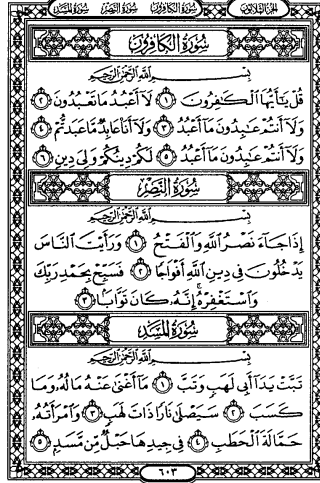 الجزء الثلاثون سورة الكافرون سورة النصر سورة المسد
سُورَةُ الكَافِرُونَ
بِسْمِ اللَّهِ الرَّحْمَٰنِ الرَّحِيمِ
قُلْ يَٰٓأَيُّهَا ٱلْكَٰفِرُونَ ١ لَآ أَعْبُدُ مَا تَعْبُدُونَ ٢
وَلَآ أَنتُمْ عَٰبِدُونَ مَآ أَعْبُدُ ٣ وَلَآ أَنَا۠ عَابِدٌ مَّا عَبَدتُّمْ ٤
وَلَآ أَنتُمْ عَٰبِدُونَ مَآ أَعْبُدُ ٥ لَكُمْ دِينُكُمْ وَلِىَ دِينِ ٦
سُورَةُ النَّصْرِ
بِسْمِ اللَّهِ الرَّحْمَٰنِ الرَّحِيمِ
إِذَا جَآءَ نَصْرُ ٱللَّهِ وَٱلْفَتْحُ ١ وَرَأَيْتَ ٱلنَّاسَ
يَدْخُلُونَ فِى دِينِ ٱللَّهِ أَفْوَاجًا ٢ فَسَبِّحْ بِحَمْدِ رَبِّكَ
وَٱسْتَغْفِرْهُ إِنَّهُۥ كَانَ تَوَّابًۢا ٣
سُورَةُ المَسَدِ
بِسْمِ اللَّهِ الرَّحْمَٰنِ الرَّحِيمِ
تَبَّتْ يَدَآ أَبِى لَهَبٍ وَتَبَّ ١ مَآ أَغْنَىٰ عَنْهُ مَالُهُۥ وَمَا
كَسَبَ ٢ سَيَصْلَىٰ نَارًا ذَاتَ لَهَبٍ ٣ وَٱمْرَأَتُهُۥ
حَمَّالَةَ ٱلْحَطَبِ ٤ فِى جِيدِهَا حَبْلٌ مِّن مَّسَدٍۭ ٥
٦٠٣